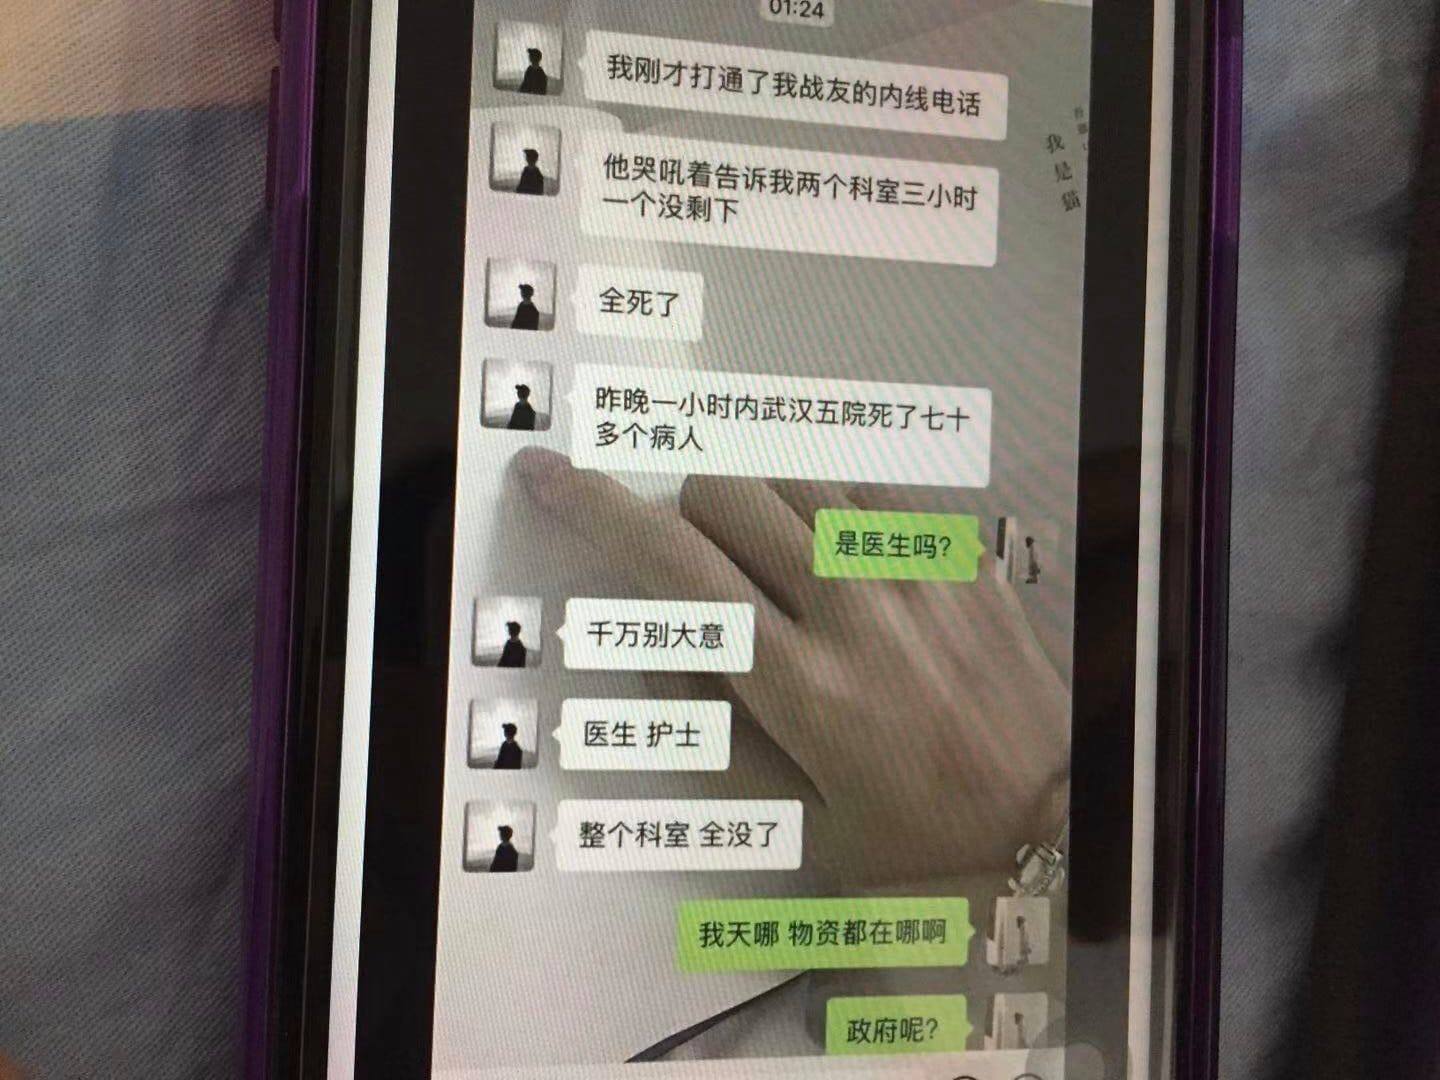 01:24
我刚才打通了我战友的内线电话
他哭吼着告诉我两个科室三小时
一个没剩下
我是猫
全死了
昨晚一小时内武汉五院死了七十
多个病人
是医生吗?
千万别大意
医生 护士
整个科室 全没了
我天哪 物资都在哪啊
政府呢?